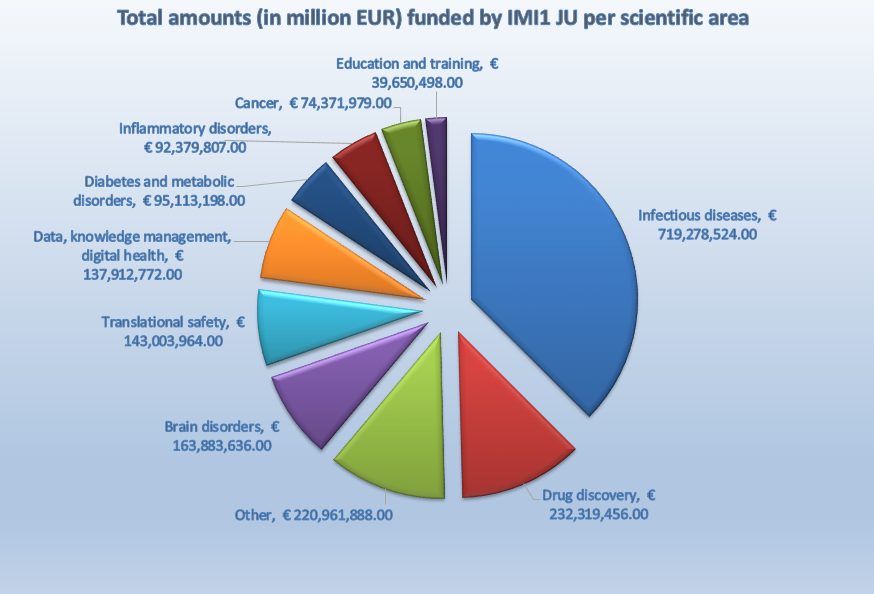 Total amounts (in million EUR) funded by IMI1 JU per scientific area
Education and training, €
39,650,498.00
Cancer, € 74,371,979.00
Inflammatory disorders,
€ 92,379,807.00
Diabetes and metabolic
disorders, € 95,113,198.00
Data, knowledge management,
digital health, €
137,912,772.00
Translational safety, €
143,003,964.00
Brain disorders, €
163,883,636.00
Other, € 220,961,888.00
Drug discovery, €
232,319,456.00
Infectious diseases, €
719,278,524.00